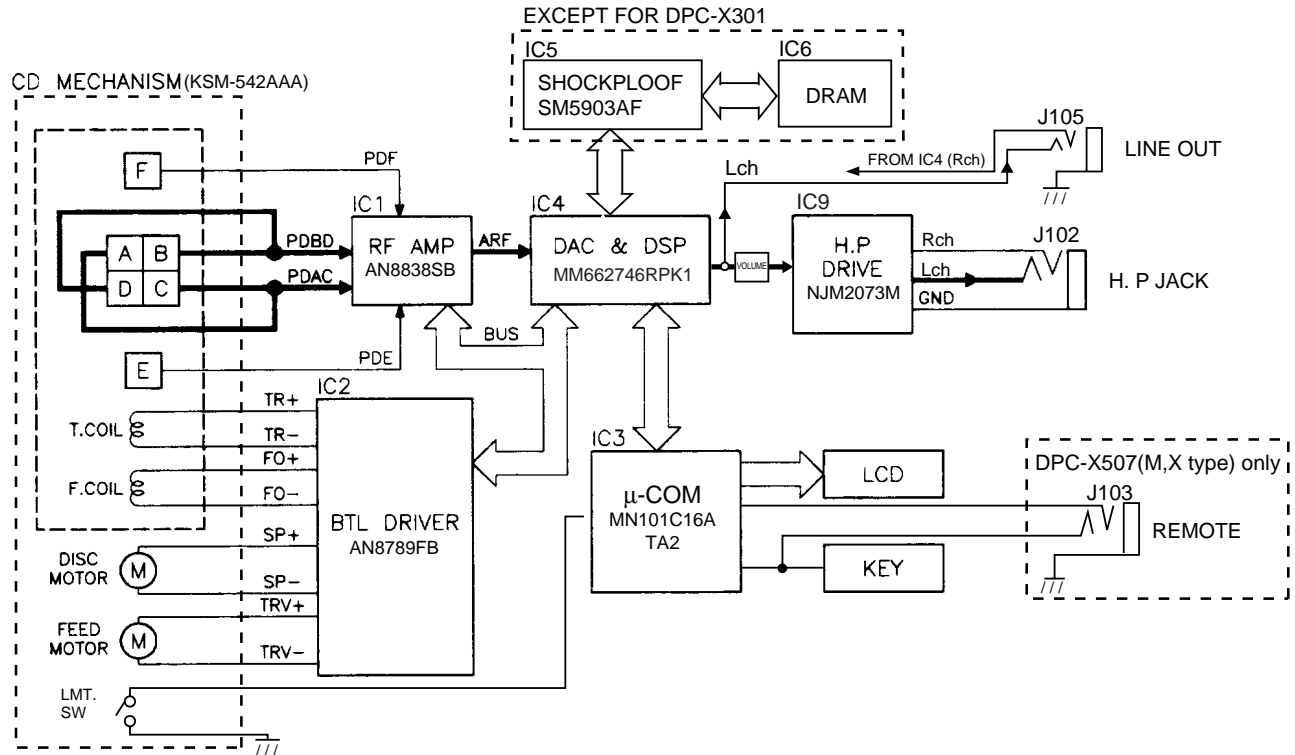 EXCEPT FOR DPC-X301
IC5
SHOCKPLOOF
SM5903AF
IC6
DRAM
CD MECHANISM(KSM-542AAA)
F
PDF
A
B
D
C
PDBD
PDAC
IC1
RF AMP
AN8838SB
ARF
IC4
DAC & DSP
MM662746RPK1
Lch
FROM IC4 (Rch)
J105
LINE OUT
VOLUME
IC9
H.P
DRIVE
NJM2073M
Rch
Lch
GND
J102
H. P JACK
BUS
E
PDE
IC2
BTL DRIVER
AN8789FB
T.COIL
TR+
TR-
F.COIL
FO+
FO-
DISC
MOTOR
M
SP+
SP-
FEED
MOTOR
M
TRV+
TRV-
LMT.
SW
IC3
µ-COM
MN101C16A
TA2
LCD
KEY
DPC-X507(M,X type) only
J103
REMOTE